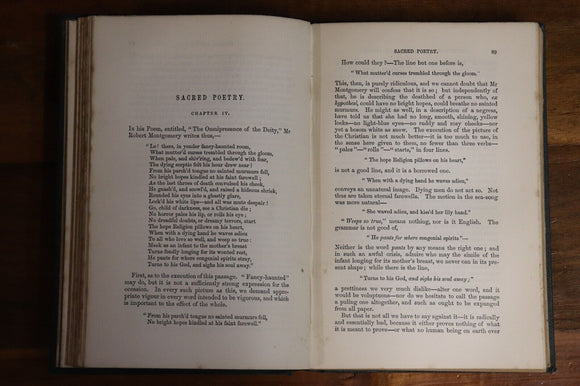 SACRED POETRY.
CHAPTER IV.
In his Poem, entitled, "The Omnipresence of the Deity," Mr
Robert Montgomery writes thus,—
"Lo! there, in yonder fancy-haunted room,
What mutter'd curses trembled through the gloom,
When pale, and shiv'ring, and bedew'd with fear,
The dying sceptic felt his hour drew near!
From his parch'd tongue no sainted murmurs fell,
No bright hopes kindled at his faint farewell;
As the last throes of death convulsed his cheek,
He gnash'd, and scowl'd, and raised a hideous shriek,
Rounded his eyes into a ghastly glare,
Lock'd his white lips—and all was mute despair!
Go, child of darkness, see a Christian die;
No horror pales his lip, or rolls his eye;
No dreadful doubts, or dreamy terrors, start
The hope Religion pillows on his heart,
When with a dying hand he waves adieu
To all who love so well, and weep so true:
Meek as an infant to the mother's breast
Turns fondly longing for its wonted rest,
He pants for where congenial spirits stray,
Turns to his God, and sighs his soul away."
First, as to the execution of this passage. "Fancy-haunted"
may do, but it is not a sufficiently strong expression for the
occasion. In every such picture as this, we demand appro-
priate vigour in every word intended to be vigorous, and which
is important to the effect of the whole.
"From his parch'd tongue no sainted murmurs fell,
No bright hopes kindled at his faint farewell."
SACRED POETRY. 89
How could they?—The line but one before is,
"What mutter'd curses trembled through the gloom."
This, then, is purely ridiculous, and we cannot doubt that Mr
Montgomery will confess that it is so; but independently of
that, he is describing the deathbed of a person who, ex
hypothesi, could have no bright hopes, could breathe no sainted
murmurs. He might as well, in a description of a negress,
have told us that she had no long, smooth, shining, yellow
locks—no light-blue eyes—no ruddy and rosy cheeks—nor
yet a bosom white as snow. The execution of the picture of
the Christian is not much better—it is too much to use, in
the sense here given to them, no fewer than three verbs—
"pales"—"rolls"—"starts," in four lines.
"The hope Religion pillows on his heart,"
is not a good line, and it is a borrowed one.
"When with a dying hand he waves adieu,"
conveys an unnatural image. Dying men do not act so. Not
thus are taken eternal farewells. The motion in the sea-song
was more natural—
"She waved adieu, and kiss'd her lily hand."
"Weeps so true," means nothing, nor is it English. The
grammar is not good of,
"He pants for where congenial spirits"—
Neither is the word pants by any means the right one; and
in such an awful crisis, admire who may the simile of the
infant longing for its mother's breast, we never can in its pre-
sent shape; while there is the line,
"Turns to his God, and sighs his soul away;"
a prettiness we very much dislike—alter one word, and it
would be voluptuous—nor do we hesitate to call the passage
a puling one altogether, and such as ought to be expunged
from all paper.
But that is not all we have to say against it—it is radically
and essentially bad, because it either proves nothing of what
it is meant to prove, or what no human being on earth ever